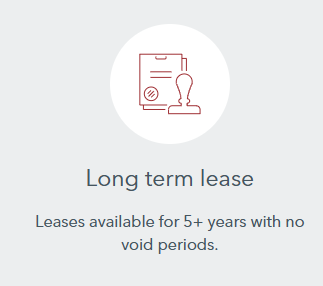 Long term lease
Leases available for 5+ years with no
void periods.